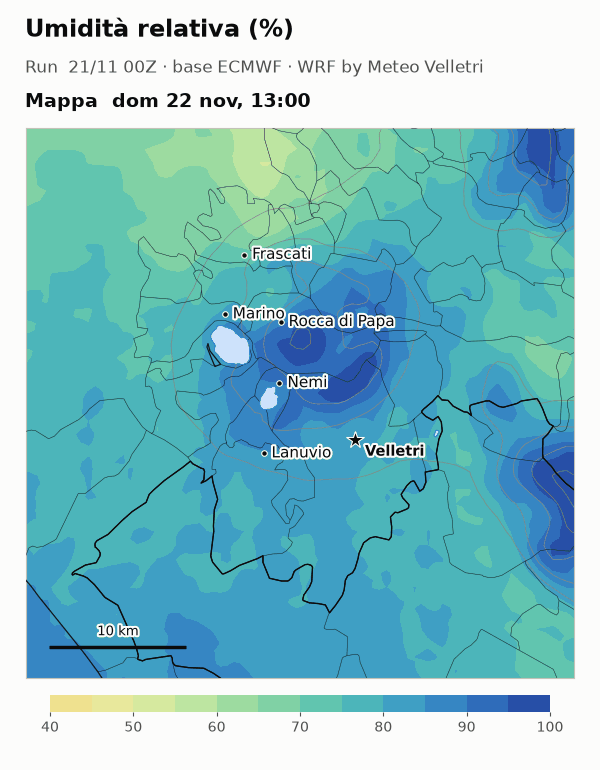 Umidità relativa (%)
Run  21/11 00Z · base ECMWF · WRF by Meteo Velletri
Mappa  dom 22 nov, 13:00
Frascati
Marino
Rocca di Papa
Nemi
Velletri
Lanuvio
10 km
40 50 60 70 80 90 100